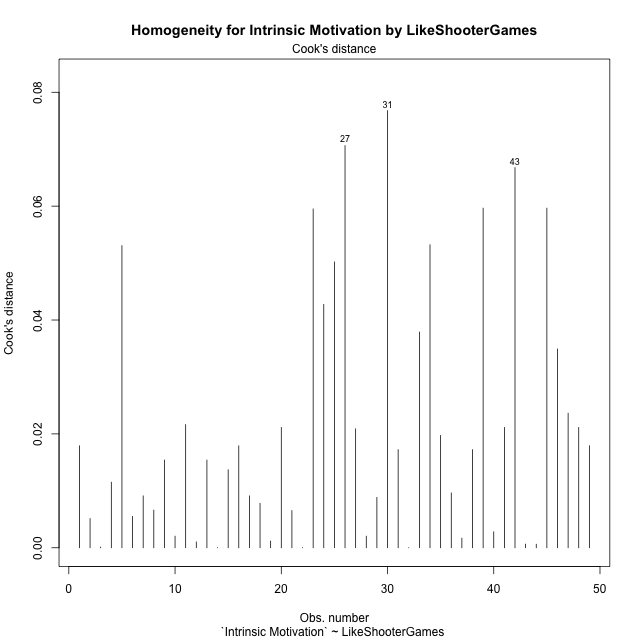 Homogeneity for Intrinsic Motivation by LikeShooterGames
Cook's distance
0.08
0.06
0.04
0.02
0.00
Cook's distance
27
31
43
0 10 20 30 40 50
Obs. number
`Intrinsic Motivation` ~ LikeShooterGames